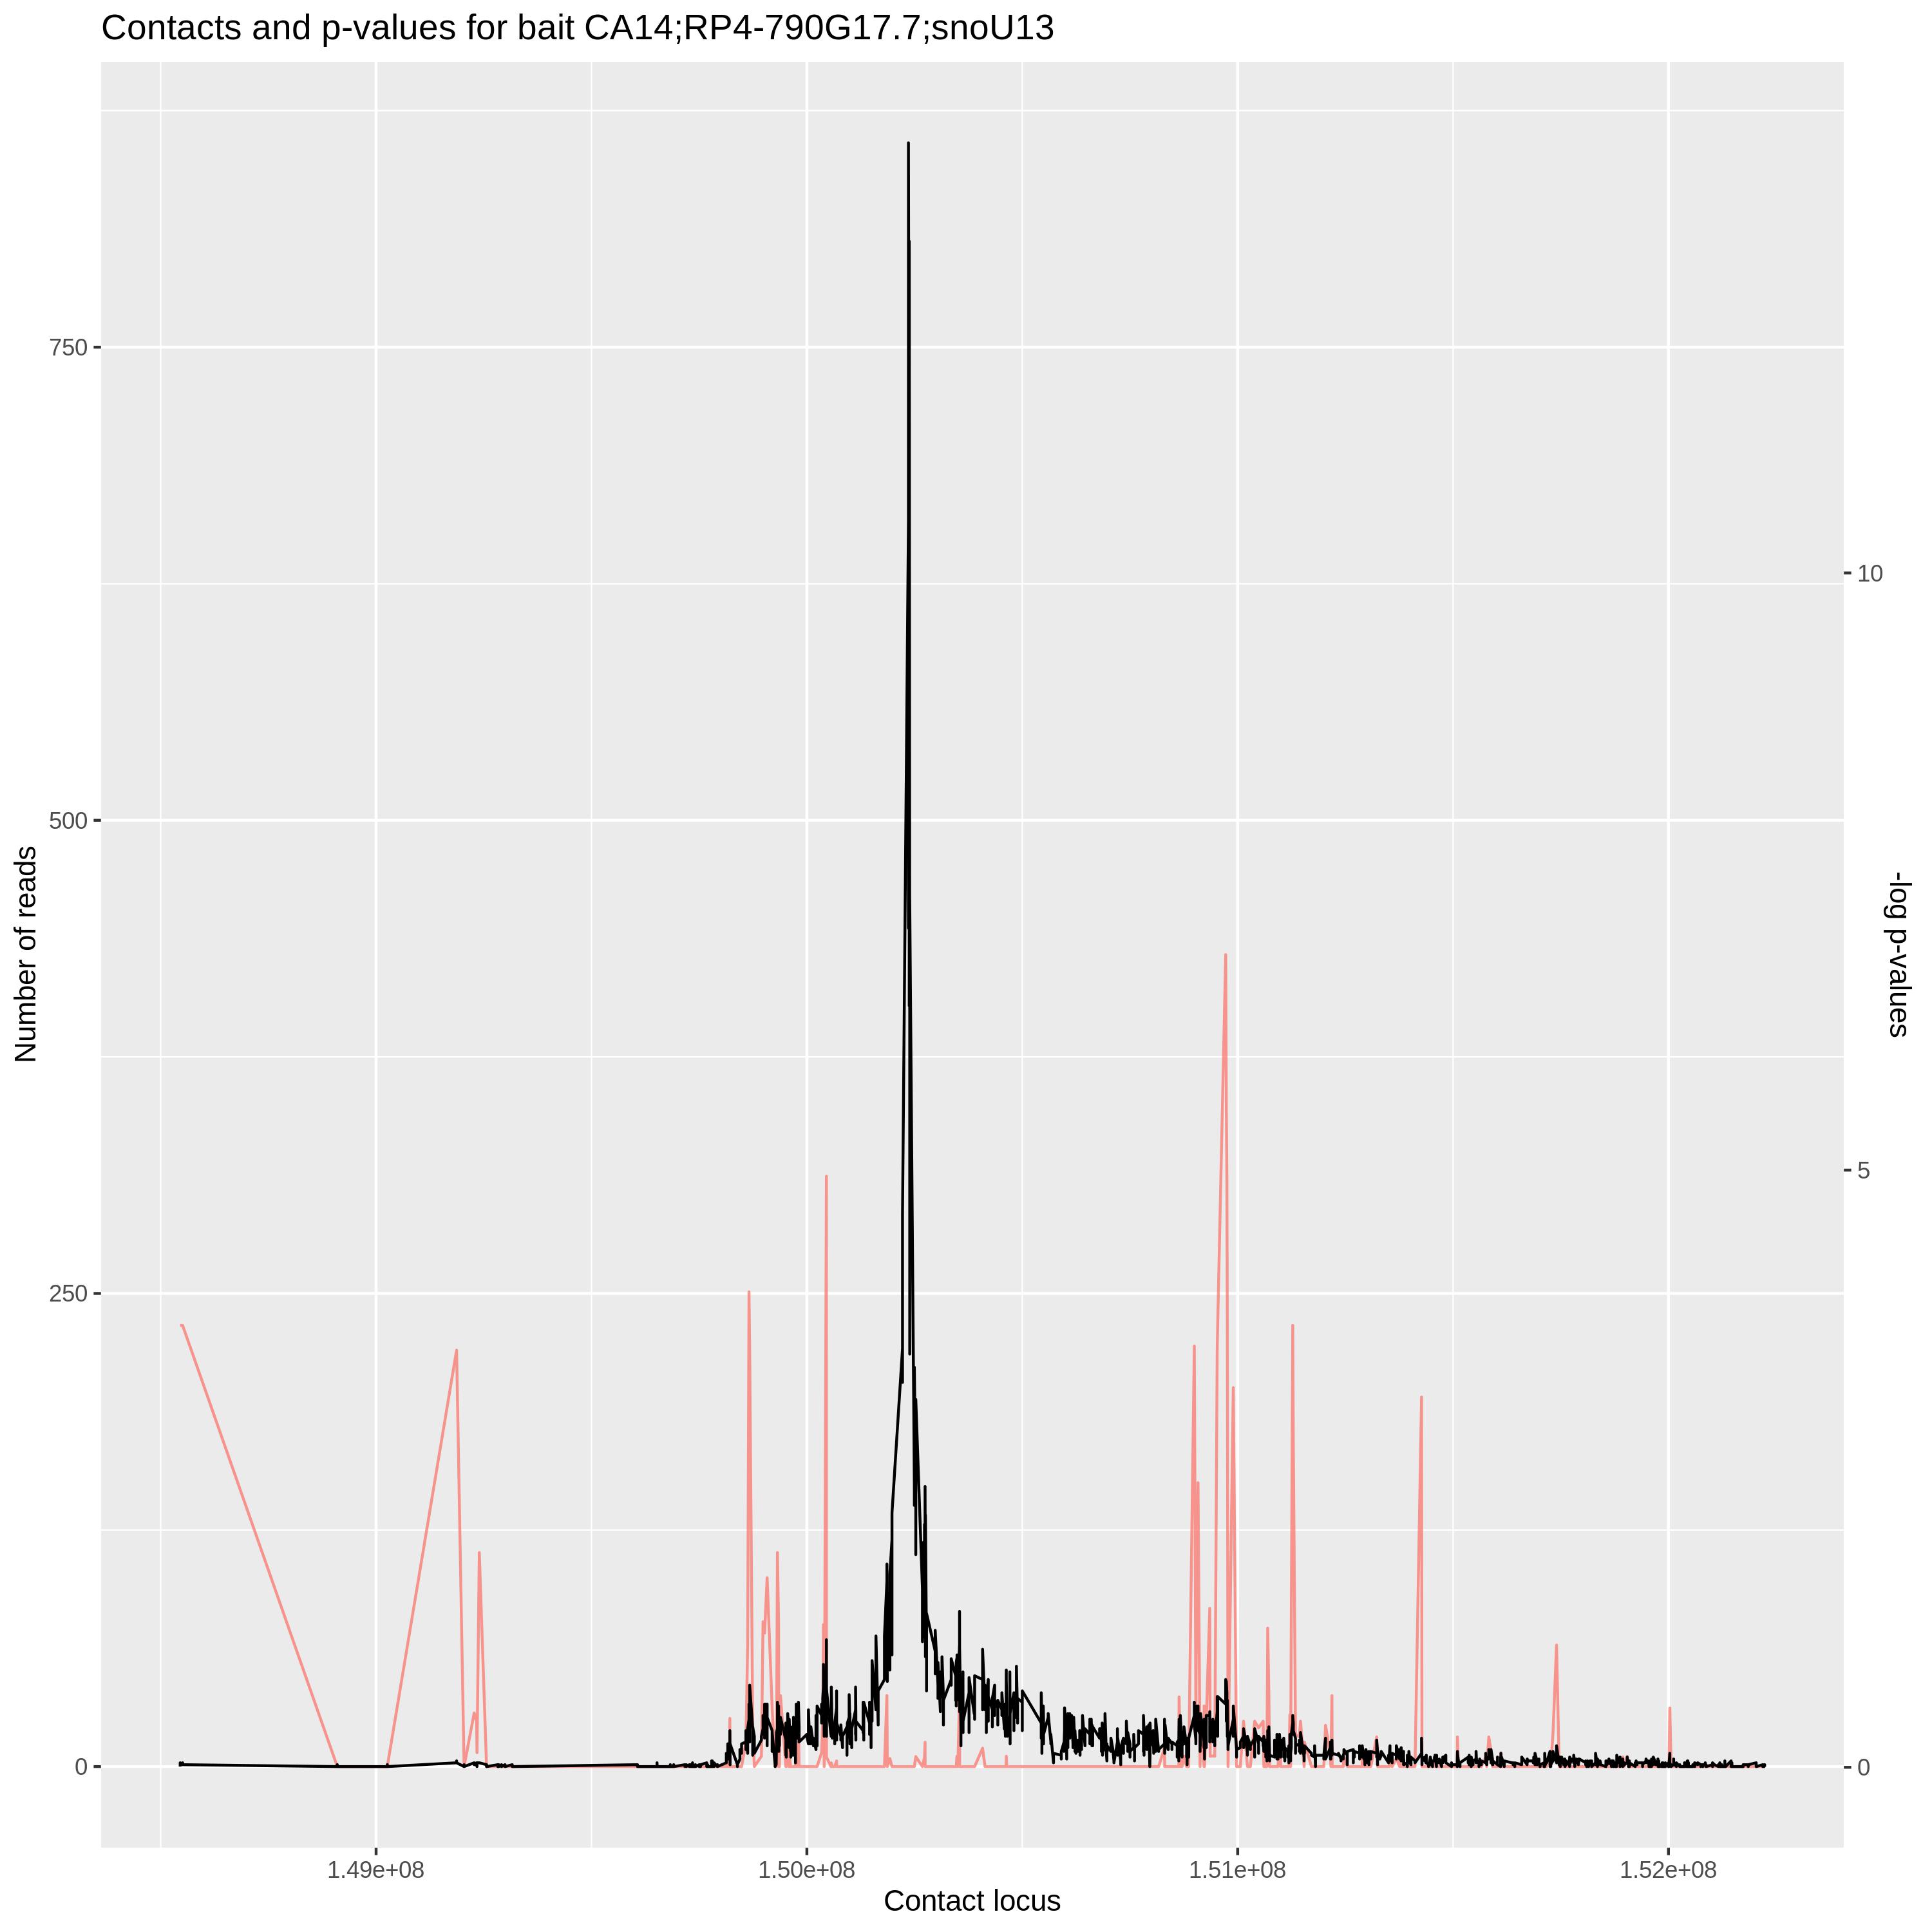 Contacts and p-values for bait CA14;RP4-790G17.7;snoU13
750
500
250
0
Number of reads
10
5
0
-log p-values
1.49e+08
1.50e+08
1.51e+08
1.52e+08
Contact locus